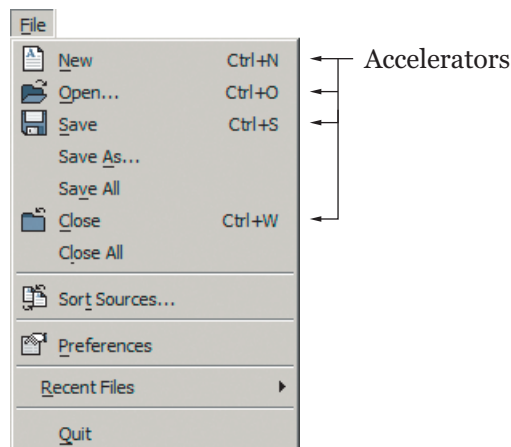 File
New Ctrl+N Accelerators
Open... Ctrl+O
Save Ctrl+S
Save As...
Save All
Close Ctrl+W
Close All
Sort Sources...
Preferences
Recent Files
Quit